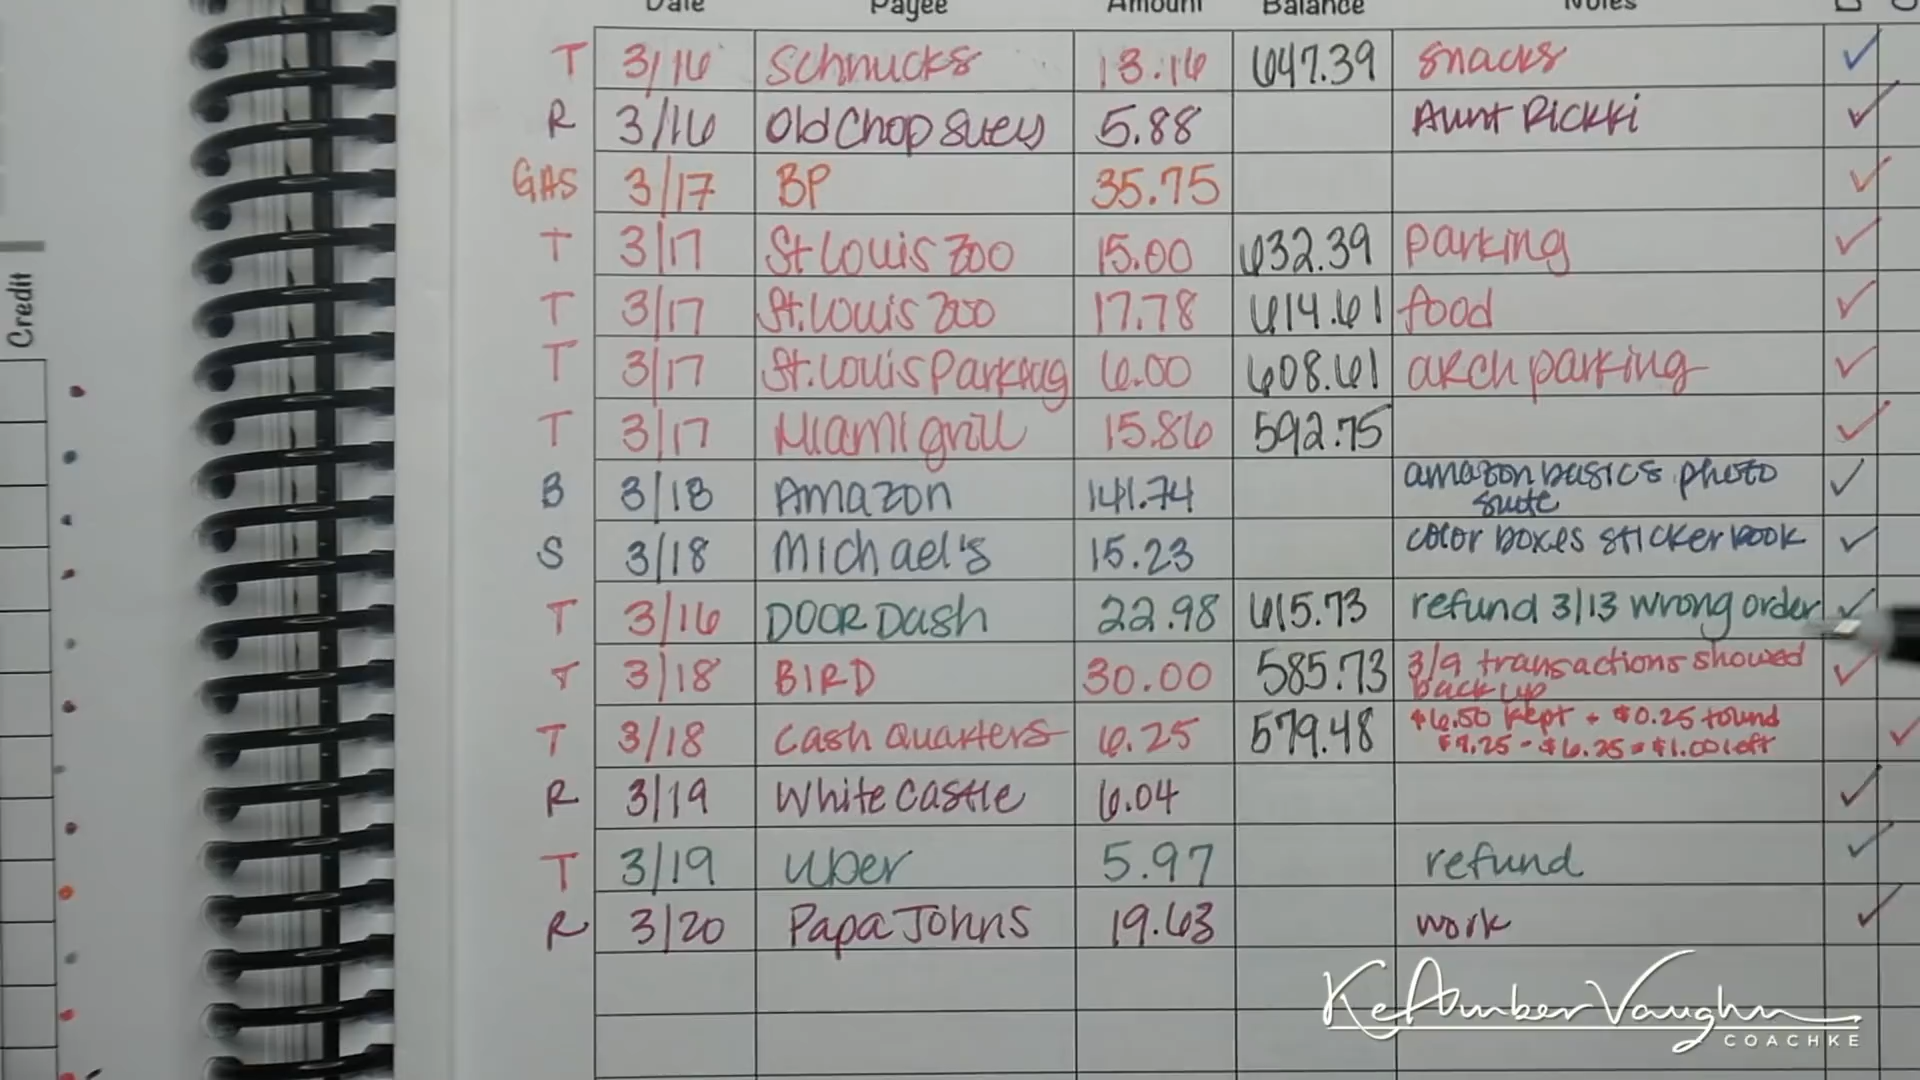 Date Payee Amount Balance Notes
T 3/16 Schnucks 13.16 647.39 snacks
R 3/16 Old Chop Suey 5.88 Aunt Rickki
GAS 3/17 BP 35.75
T 3/17 St Louis Zoo 15.00 632.39 parking
T 3/17 St. Louis Zoo 17.78 614.61 food
T 3/17 St. Louis Parking 6.00 608.61 arch parking
T 3/17 Miami grill 15.86 592.75
B 3/18 Amazon 141.74 amazon basics photo
suite
S 3/18 Michael's 15.23 color boxes sticker book
T 3/16 DOOR Dash 22.98 615.73 refund 3/13 wrong order
T 3/18 BIRD 30.00 585.73 3/9 transactions showed
back up
T 3/18 cash quarters 6.25 579.48 $6.50 kept + $0.25 found
$7.25 - $6.25 = $1.00 left
R 3/19 White Castle 6.04
T 3/19 uber 5.97 refund
R 3/20 Papa Johns 19.63 work
Credit
KeAmber Vaughn
COACHKE